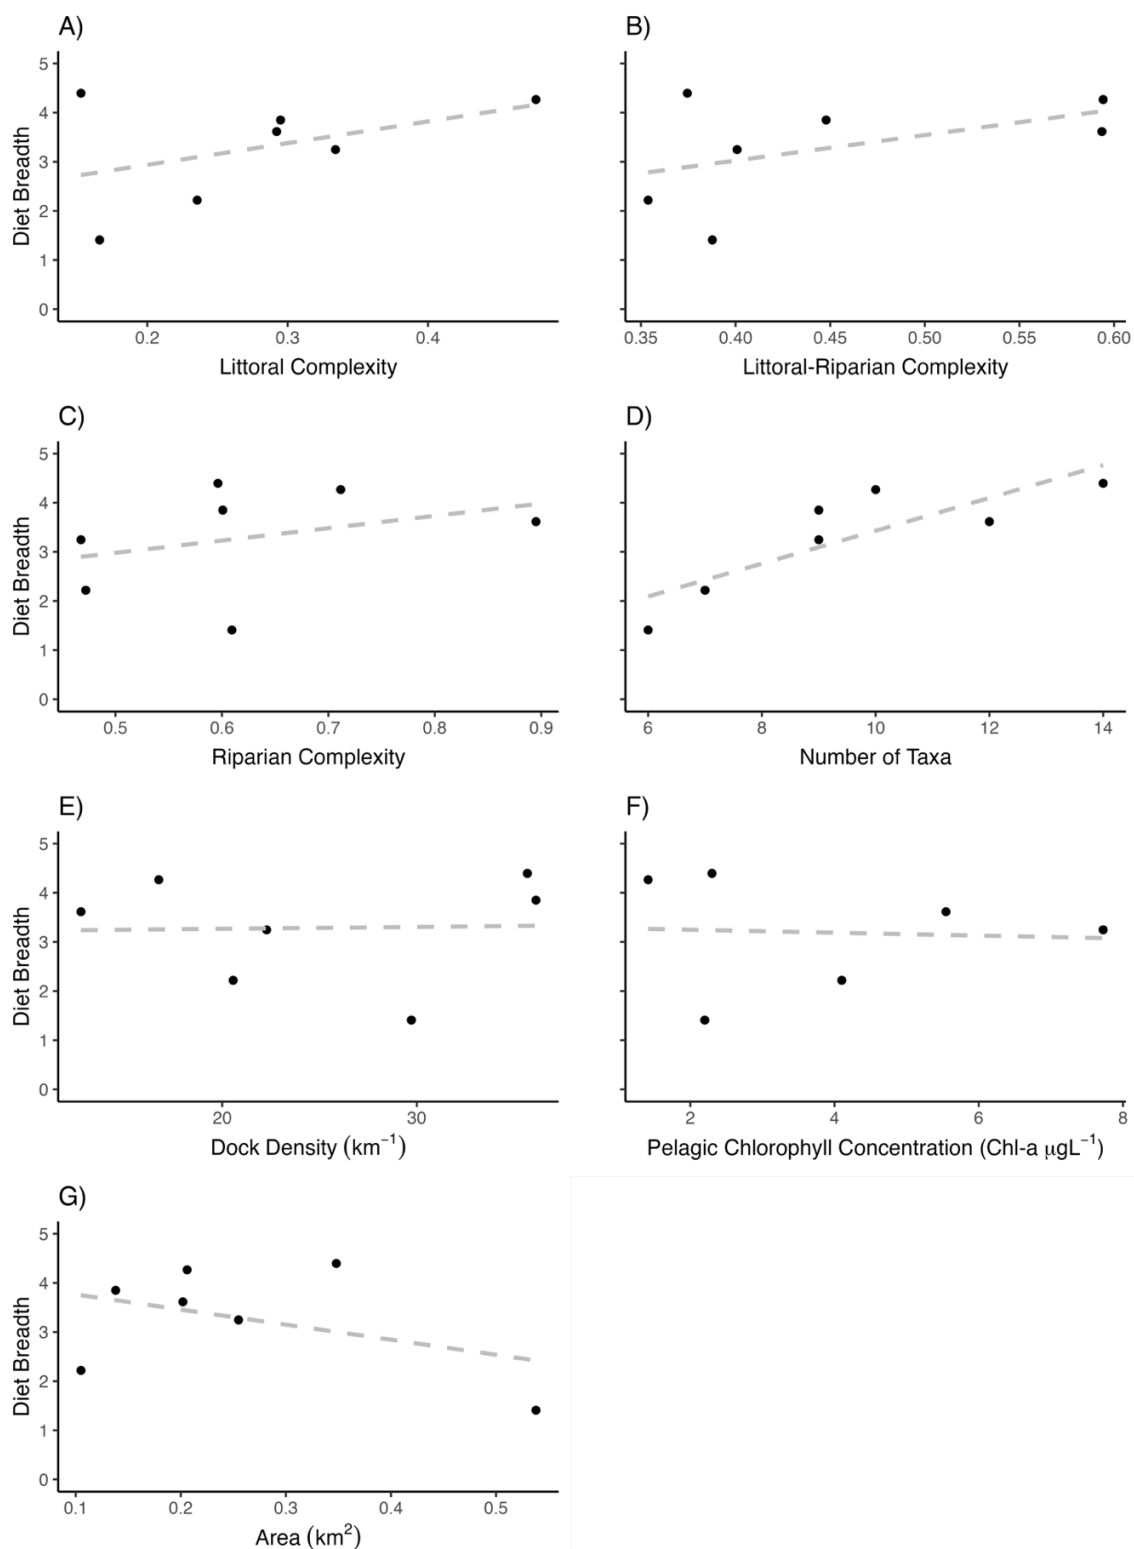 A)
Diet Breadth
5
4
3
2
1
0
0.2 0.3 0.4
Littoral Complexity
B)
0.35 0.40 0.45 0.50 0.55 0.60
Littoral-Riparian Complexity
C)
Diet Breadth
5
4
3
2
1
0
0.5 0.6 0.7 0.8 0.9
Riparian Complexity
D)
6 8 10 12 14
Number of Taxa
E)
Diet Breadth
5
4
3
2
1
0
20 30
Dock Density (km⁻¹)
F)
2 4 6 8
Pelagic Chlorophyll Concentration (Chl-a μgL⁻¹)
G)
Diet Breadth
5
4
3
2
1
0
0.1 0.2 0.3 0.4 0.5
Area (km²)